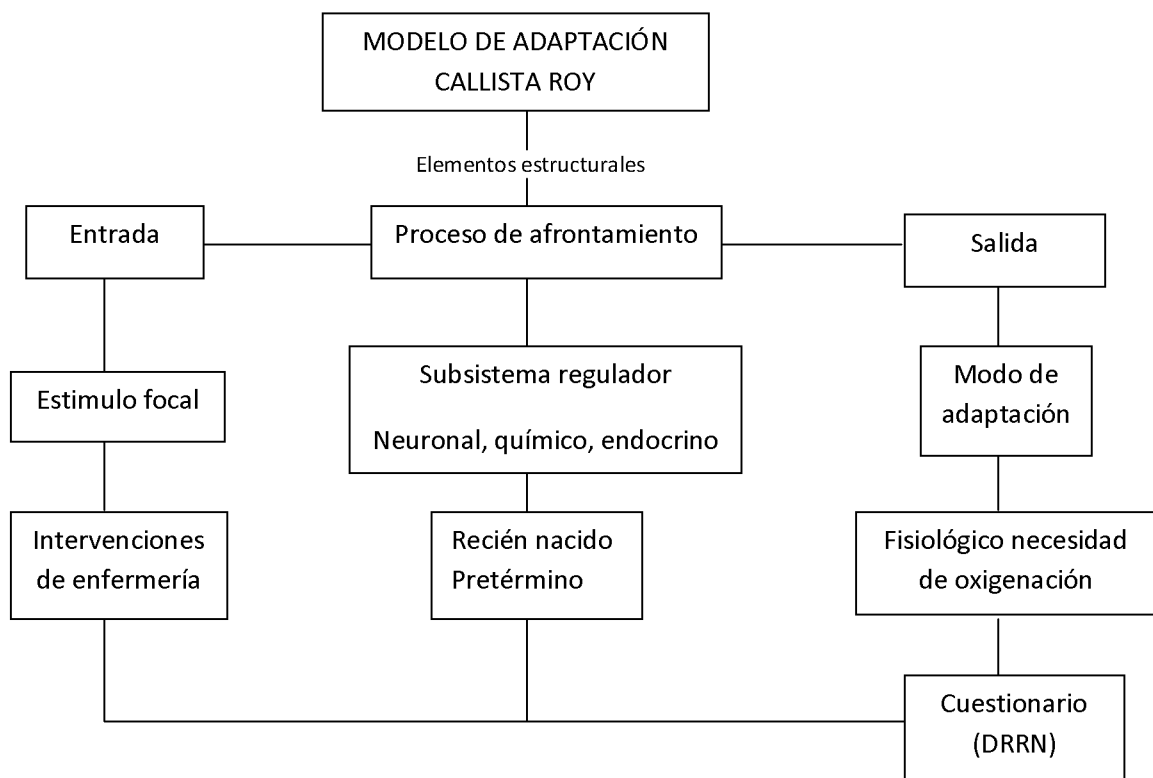 MODELO DE ADAPTACIÓN
CALLISTA ROY
Elementos estructurales
Entrada
Proceso de afrontamiento
Salida
Estimulo focal
Subsistema regulador
Neuronal, químico, endocrino
Modo de
adaptación
Intervenciones
de enfermería
Recién nacido
Pretérmino
Fisiológico necesidad
de oxigenación
Cuestionario
(DRRN)